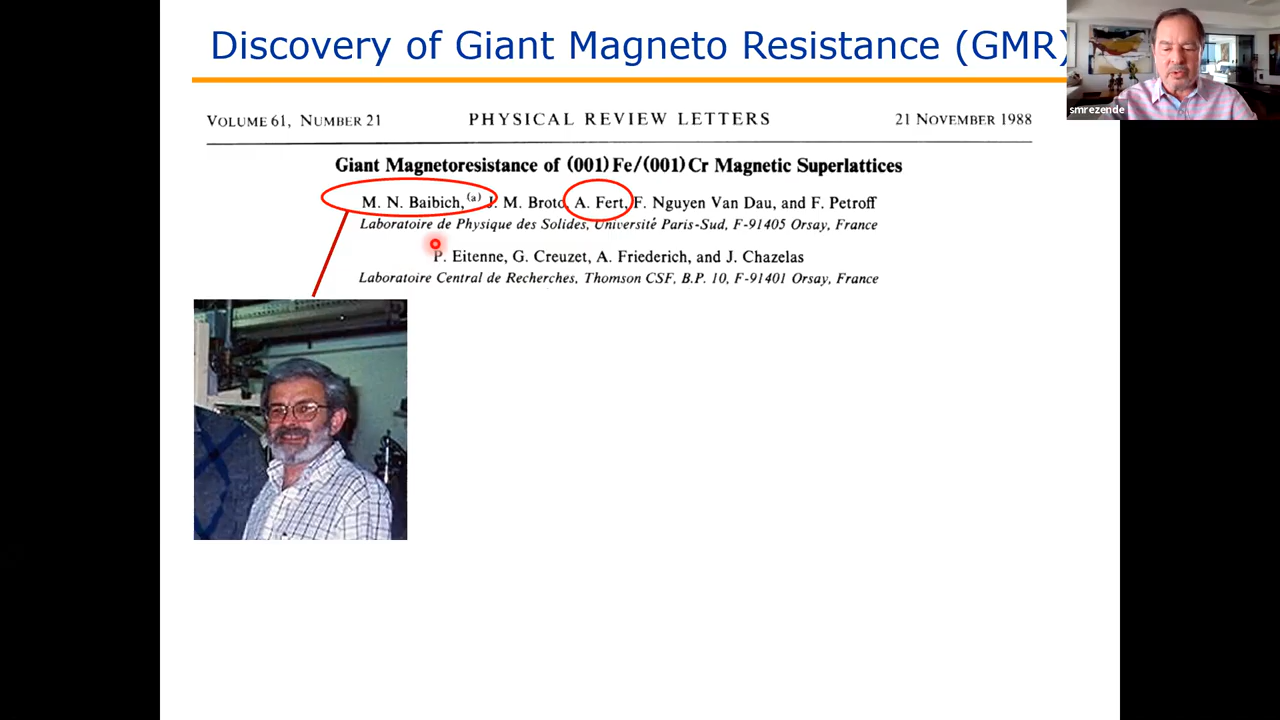 Discovery of Giant Magneto Resistance (GMR)
smrezende
VOLUME 61, NUMBER 21 PHYSICAL REVIEW LETTERS 21 NOVEMBER 1988
Giant Magnetoresistance of (001)Fe/(001)Cr Magnetic Superlattices
M. N. Baibich,(a) J. M. Broto, A. Fert, F. Nguyen Van Dau, and F. Petroff
Laboratoire de Physique des Solides, Université Paris-Sud, F-91405 Orsay, France
P. Eitenne, G. Creuzet, A. Friederich, and J. Chazelas
Laboratoire Central de Recherches, Thomson CSF, B.P. 10, F-91401 Orsay, France